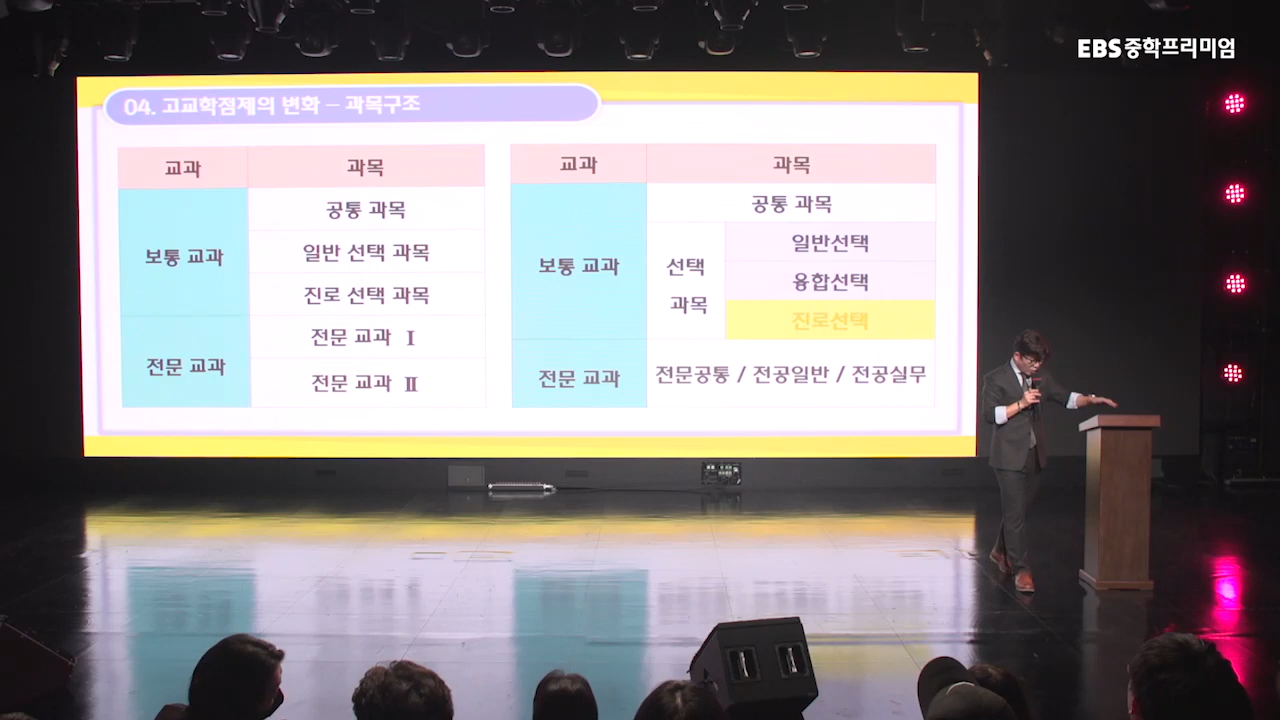 EBS 중학프리미엄
04. 고교학점제의 변화 – 과목구조
교과 과목
보통 교과
공통 과목
일반 선택 과목
진로 선택 과목
전문 교과
전문 교과 Ⅰ
전문 교과 Ⅱ
교과 과목
보통 교과
공통 과목
선택
과목
일반선택
융합선택
진로선택
전문 교과
전문공통 / 전공일반 / 전공실무